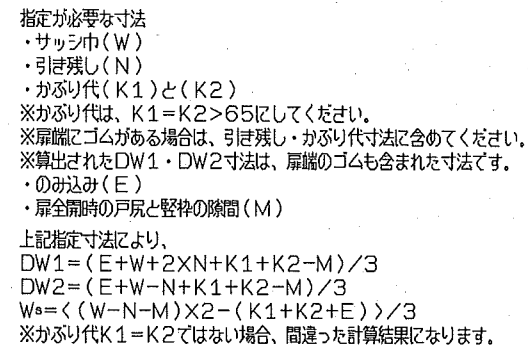 指定が必要な寸法
・サッシ巾(W)
・引き残し(N)
・かぶり代(K1)と(K2)
※かぶり代は、K1=K2>65にしてください。
※扉端にゴムがある場合は、引き残し・かぶり代寸法に含めてください。
※算出されたDW1・DW2寸法は、扉端のゴムも含まれた寸法です。
・のみ込み(E)
・扉全開時の戸尻と竪枠の隙間(M)
上記指定寸法により、
DW1=(E+W+2XN+K1+K2-M)/3
DW2=(E+W-N+K1+K2-M)/3
Ws=<(W-N-M)X2-(K1+K2+E)>/3
※かぶり代K1=K2ではない場合、間違った計算結果になります。